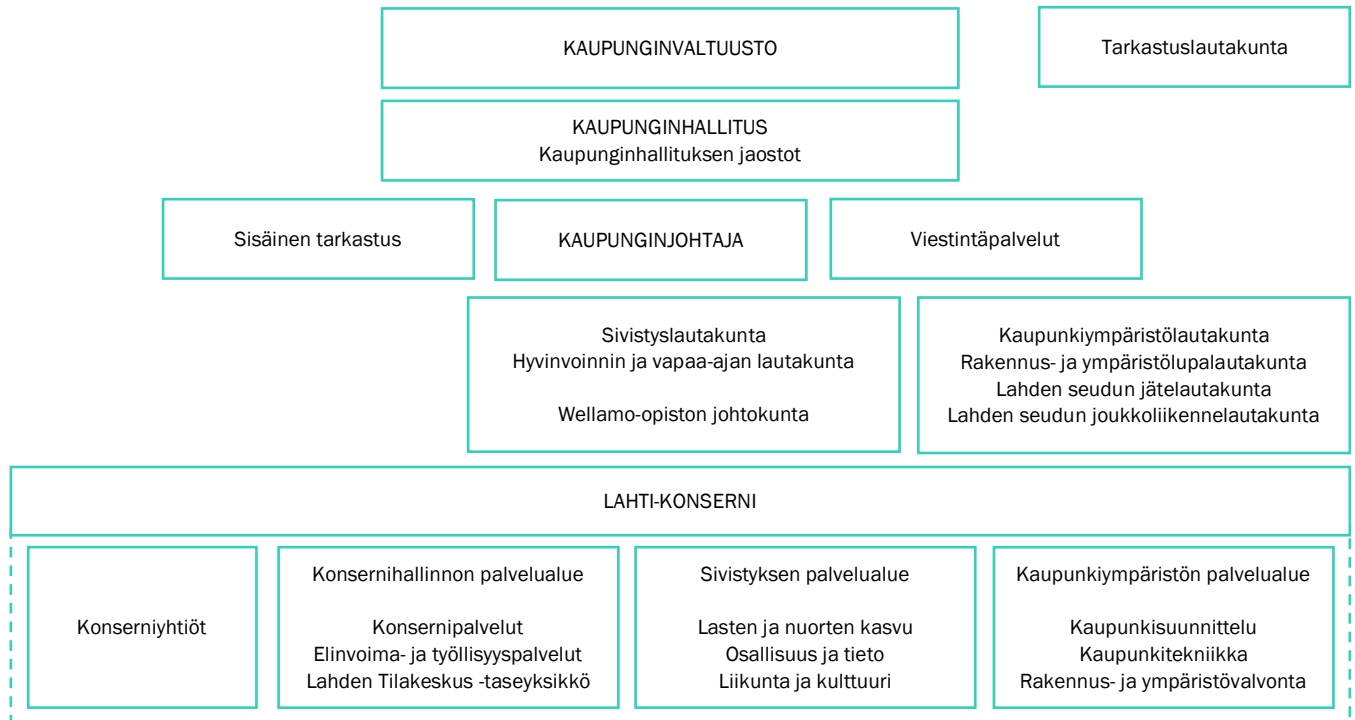 KAUPUNGINVALTUUSTO
Tarkastuslautakunta
KAUPUNGINHALLITUS
Kaupunginhallituksen jaostot
Sisäinen tarkastus
KAUPUNGINJOHTAJA
Viestintäpalvelut
Sivistyslautakunta
Hyvinvoinnin ja vapaa-ajan lautakunta
Wellamo-opiston johtokunta
Kaupunkiympäristölautakunta
Rakennus- ja ympäristölupalautakunta
Lahden seudun jätelautakunta
Lahden seudun joukkoliikennelautakunta
LAHTI-KONSERNI
Konserniyhtiöt
Konsernihallinnon palvelualue
Konsernipalvelut
Elinvoima- ja työllisyyspalvelut
Lahden Tilakeskus -taseyksikkö
Sivistyksen palvelualue
Lasten ja nuorten kasvu
Osallisuus ja tieto
Liikunta ja kulttuuri
Kaupunkiympäristön palvelualue
Kaupunkisuunnittelu
Kaupunkitekniikka
Rakennus- ja ympäristövalvonta